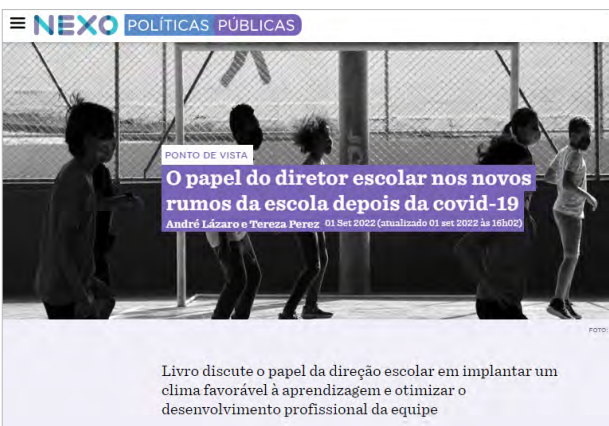 NEXO POLÍTICAS PÚBLICAS
PONTO DE VISTA
O papel do diretor escolar nos novos
rumos da escola depois da covid-19
André Lázaro e Tereza Perez 01 Set 2022 (atualizado 01 set 2022 às 16h02)
FOTO:
Livro discute o papel da direção escolar em implantar um
clima favorável à aprendizagem e otimizar o
desenvolvimento profissional da equipe